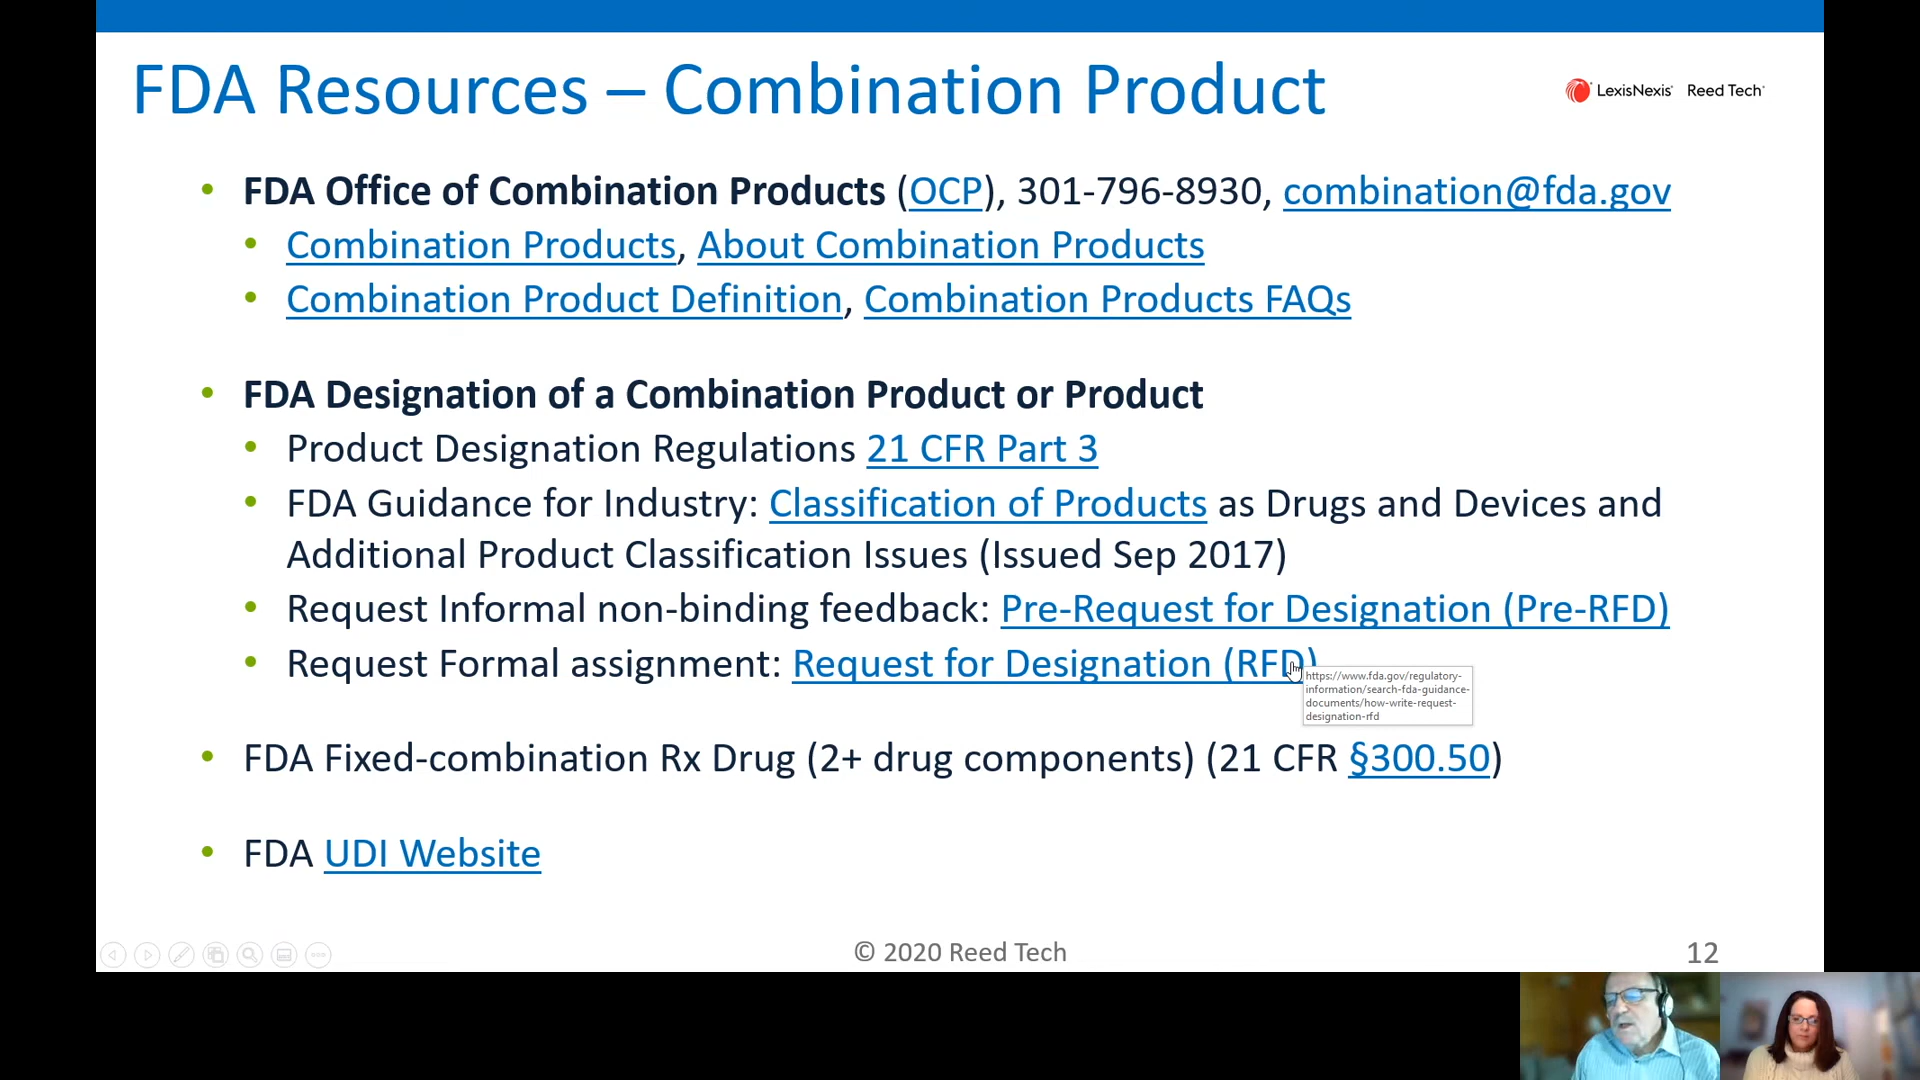 FDA Resources – Combination Product
LexisNexis® Reed Tech®
• FDA Office of Combination Products (OCP), 301-796-8930, combination@fda.gov
• Combination Products, About Combination Products
• Combination Product Definition, Combination Products FAQs
• FDA Designation of a Combination Product or Product
• Product Designation Regulations 21 CFR Part 3
• FDA Guidance for Industry: Classification of Products as Drugs and Devices and
Additional Product Classification Issues (Issued Sep 2017)
• Request Informal non-binding feedback: Pre-Request for Designation (Pre-RFD)
• Request Formal assignment: Request for Designation (RFD)
https://www.fda.gov/regulatory-
information/search-fda-guidance-
documents/how-write-request-
designation-rfd
• FDA Fixed-combination Rx Drug (2+ drug components) (21 CFR §300.50)
• FDA UDI Website
© 2020 Reed Tech
12